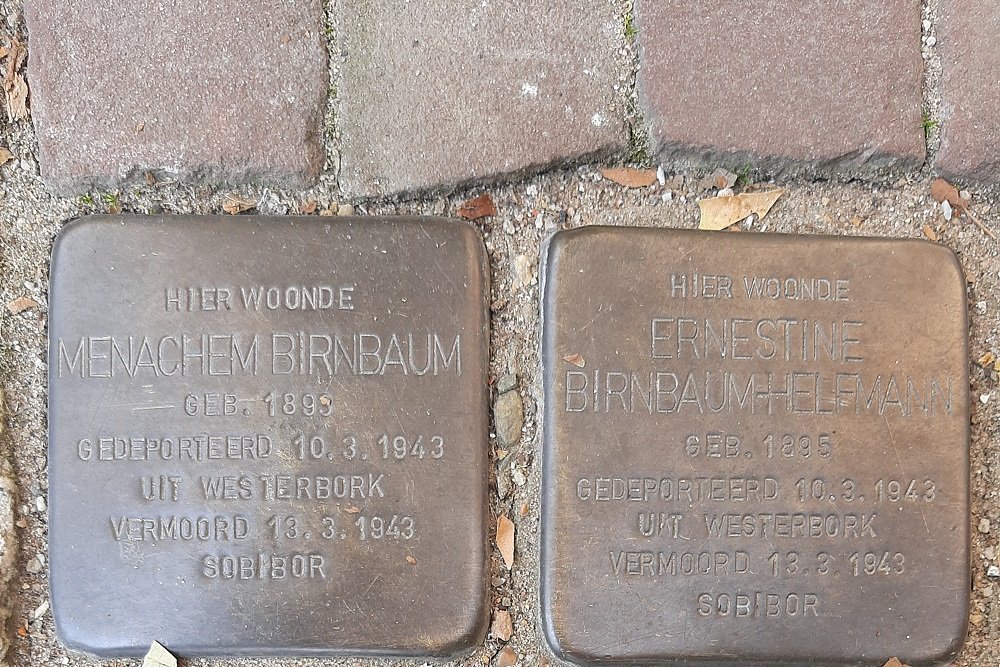 HIER WOONDE
MENACHEM BIRNBAUM
GEB. 1893
GEDEPORTEERD 10.3.1943
UIT WESTERBORK
VERMOORD 13.3.1943
SOBIBOR
HIER WOONDE
ERNESTINE
BIRNBAUM-HELFMANN
GEB. 1895
GEDEPORTEERD 10.3.1943
UIT WESTERBORK
VERMOORD 13.3.1943
SOBIBOR